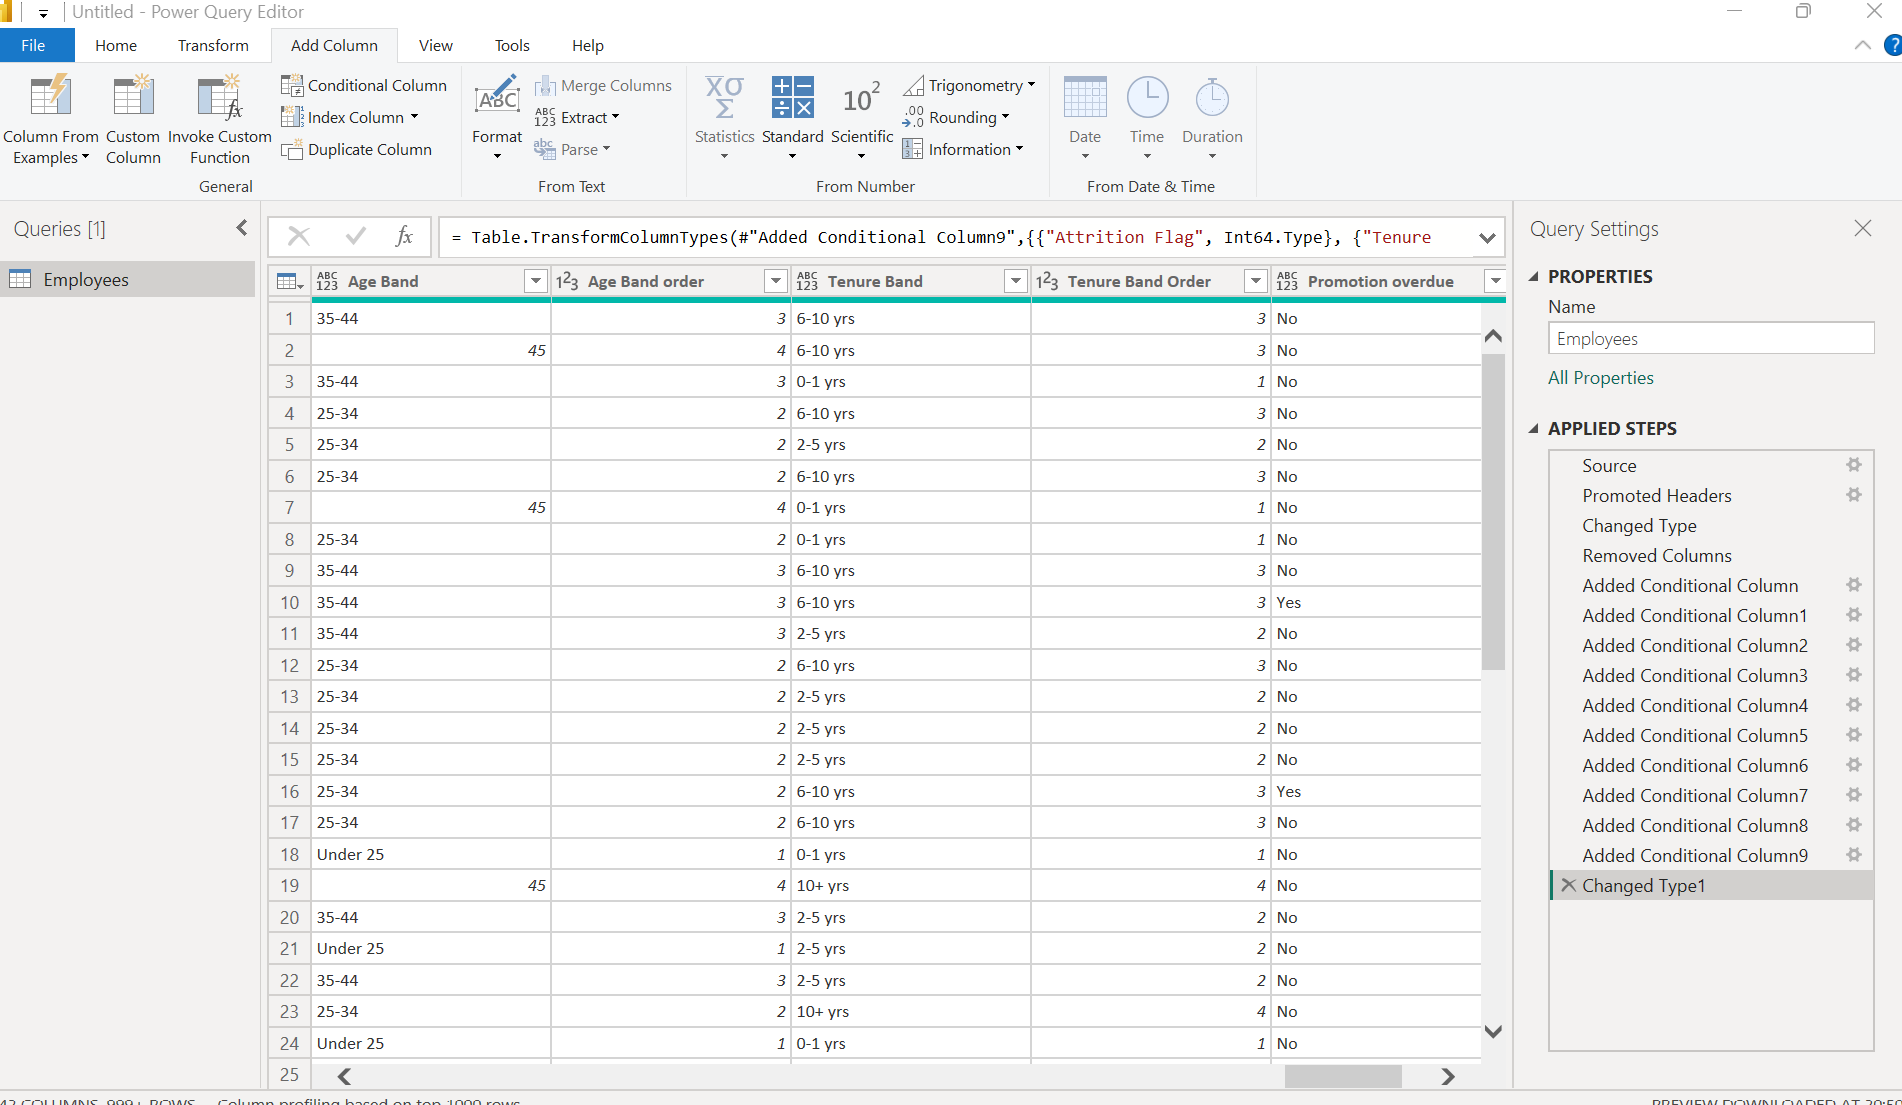 Untitled - Power Query Editor
File Home Transform Add Column View Tools Help
Column From Examples
Custom Column
Invoke Custom Function
Conditional Column
Index Column
Duplicate Column
General
Format
Merge Columns
Extract
Parse
From Text
Statistics
Standard
Scientific
Trigonometry
Rounding
Information
From Number
Date
Time
Duration
From Date & Time
Queries [1]
Employees
fx = Table.TransformColumnTypes(#"Added Conditional Column9",{{"Attrition Flag", Int64.Type}, {"Tenure
Age Band Age Band order Tenure Band Tenure Band Order Promotion overdue
1 35-44 3 6-10 yrs 3 No
2 45 4 6-10 yrs 3 No
3 35-44 3 0-1 yrs 1 No
4 25-34 2 6-10 yrs 3 No
5 25-34 2 2-5 yrs 2 No
6 25-34 2 6-10 yrs 3 No
7 45 4 0-1 yrs 1 No
8 25-34 2 0-1 yrs 1 No
9 35-44 3 6-10 yrs 3 No
10 35-44 3 6-10 yrs 3 Yes
11 35-44 3 2-5 yrs 2 No
12 25-34 2 6-10 yrs 3 No
13 25-34 2 2-5 yrs 2 No
14 25-34 2 2-5 yrs 2 No
15 25-34 2 2-5 yrs 2 No
16 25-34 2 6-10 yrs 3 Yes
17 25-34 2 6-10 yrs 3 No
18 Under 25 1 0-1 yrs 1 No
19 45 4 10+ yrs 4 No
20 35-44 3 2-5 yrs 2 No
21 Under 25 1 2-5 yrs 2 No
22 35-44 3 2-5 yrs 2 No
23 25-34 2 10+ yrs 4 No
24 Under 25 1 0-1 yrs 1 No
25
Query Settings
PROPERTIES
Name
Employees
All Properties
APPLIED STEPS
Source
Promoted Headers
Changed Type
Removed Columns
Added Conditional Column
Added Conditional Column1
Added Conditional Column2
Added Conditional Column3
Added Conditional Column4
Added Conditional Column5
Added Conditional Column6
Added Conditional Column7
Added Conditional Column8
Added Conditional Column9
Changed Type1
COLUMNS, 999+ ROWS Column profiling based on top 1000 rows
PREVIEW DOWNLOADED AT